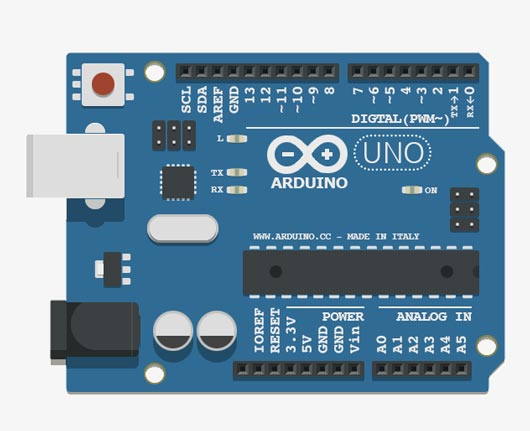 SCL
SDA
AREF
GND
13
12
~11
~10
~9
8
7
~6
~5
4
~3
2
TX→1
RX←0
DIGTAL(PWM~)
L
TX
RX
ARDUINO
UNO
ON
WWW.ARDUINO.CC - MADE IN ITALY
POWER
ANALOG IN
IOREF
RESET
3.3V
5V
GND
GND
Vin
A0
A1
A2
A3
A4
A5